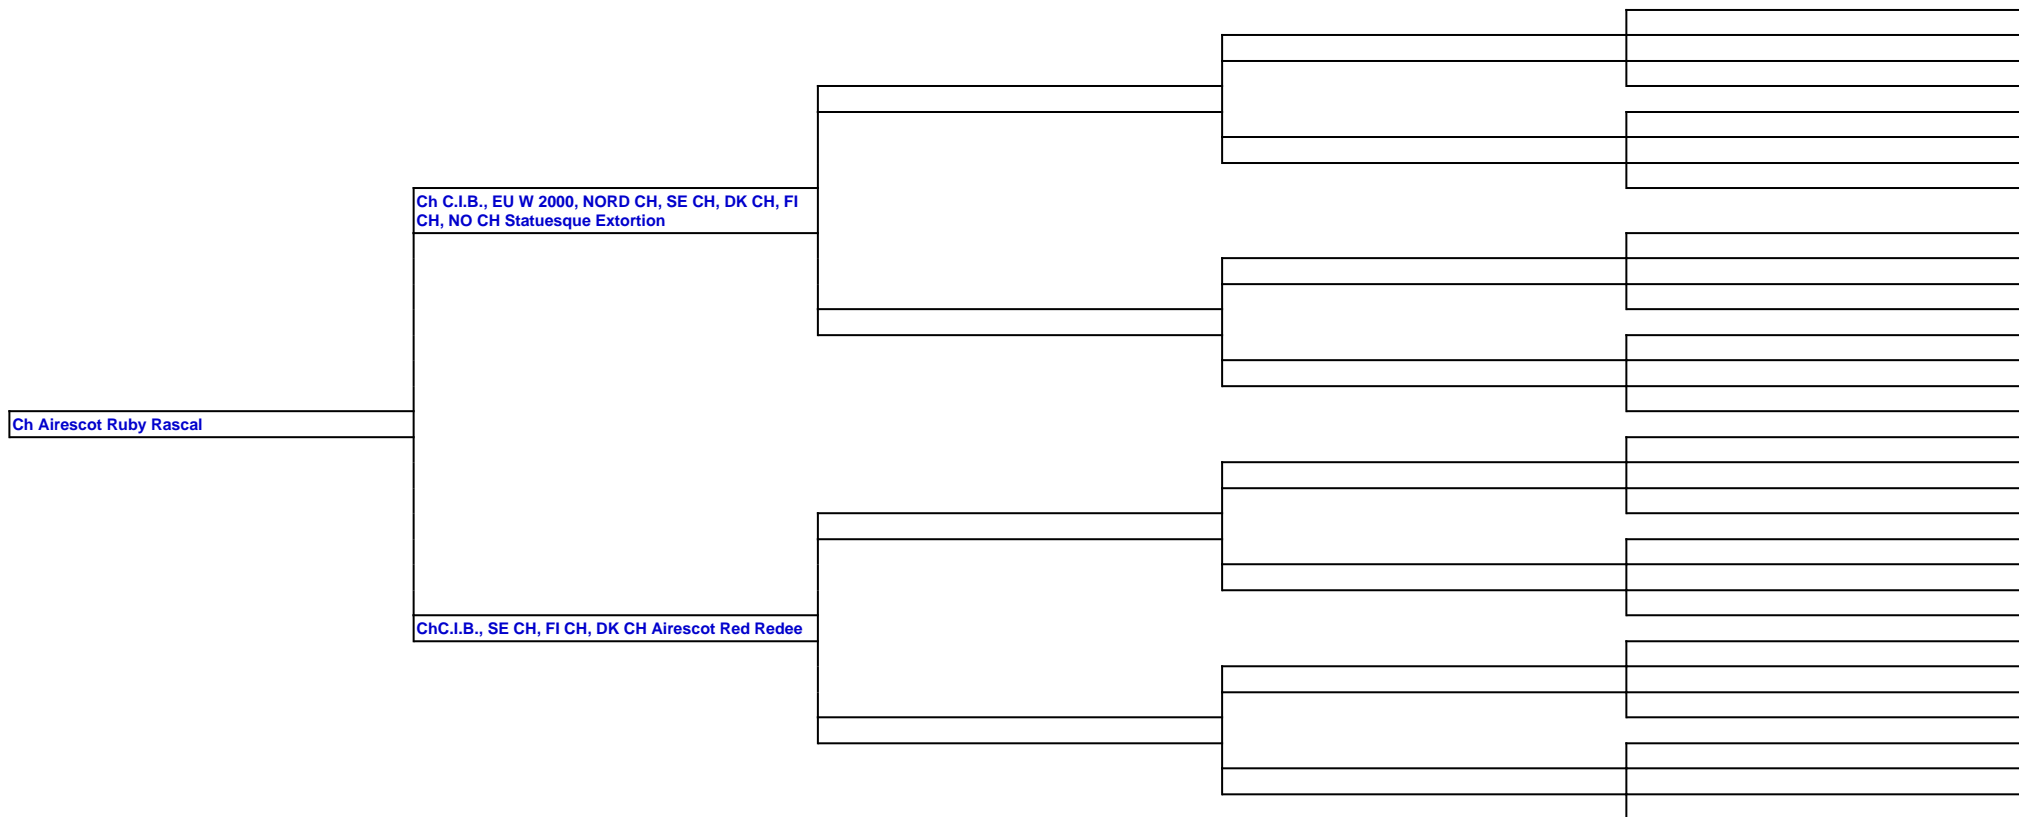 Ch C.I.B., EU W 2000, NORD CH, SE CH, DK CH, FI
CH, NO CH Statuesque Extortion
Ch Airescot Ruby Rascal
ChC.I.B., SE CH, FI CH, DK CH Airescot Red Redee